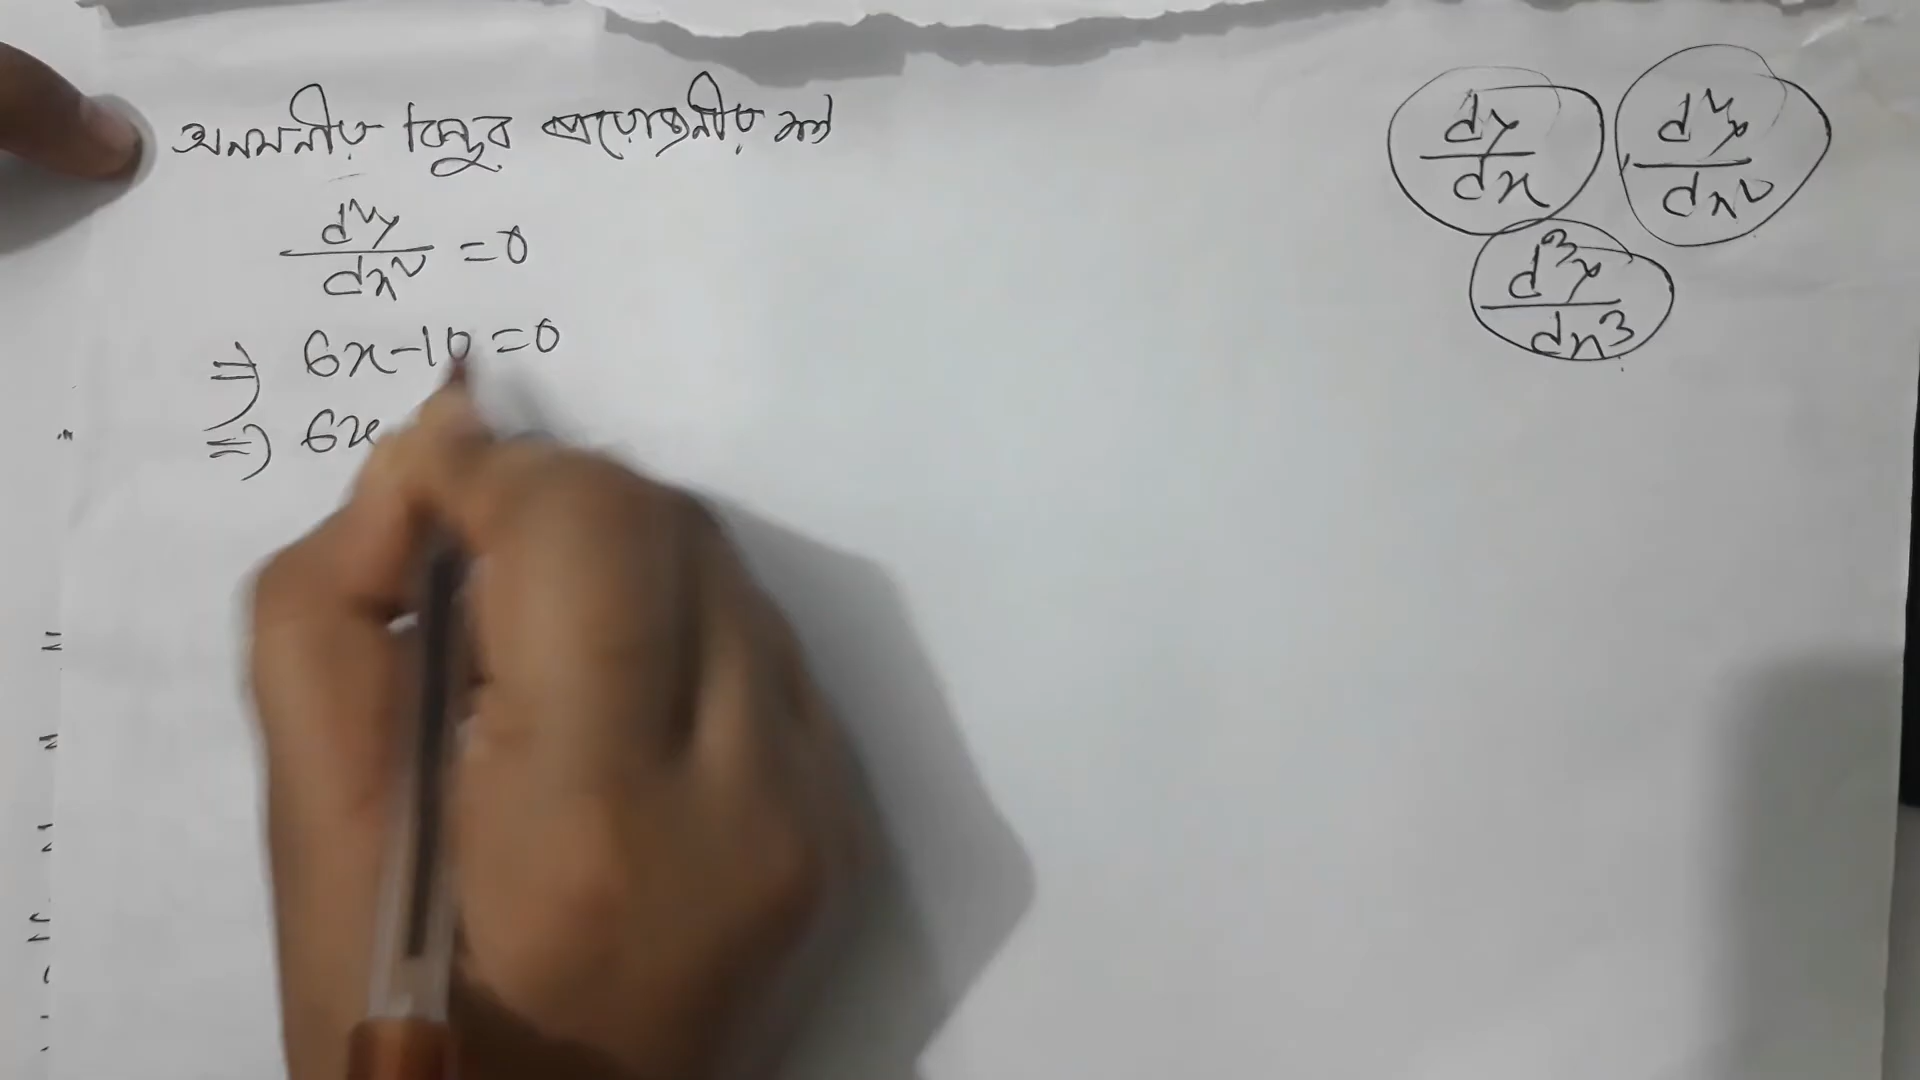 অনমনীয় বিন্দুর প্রয়োজনীয় শর্ত
d²y/dx² = 0
⇒ 6x-10 = 0
⇒ 6x
dy/dx
d²y/dx²
d³y/dx³